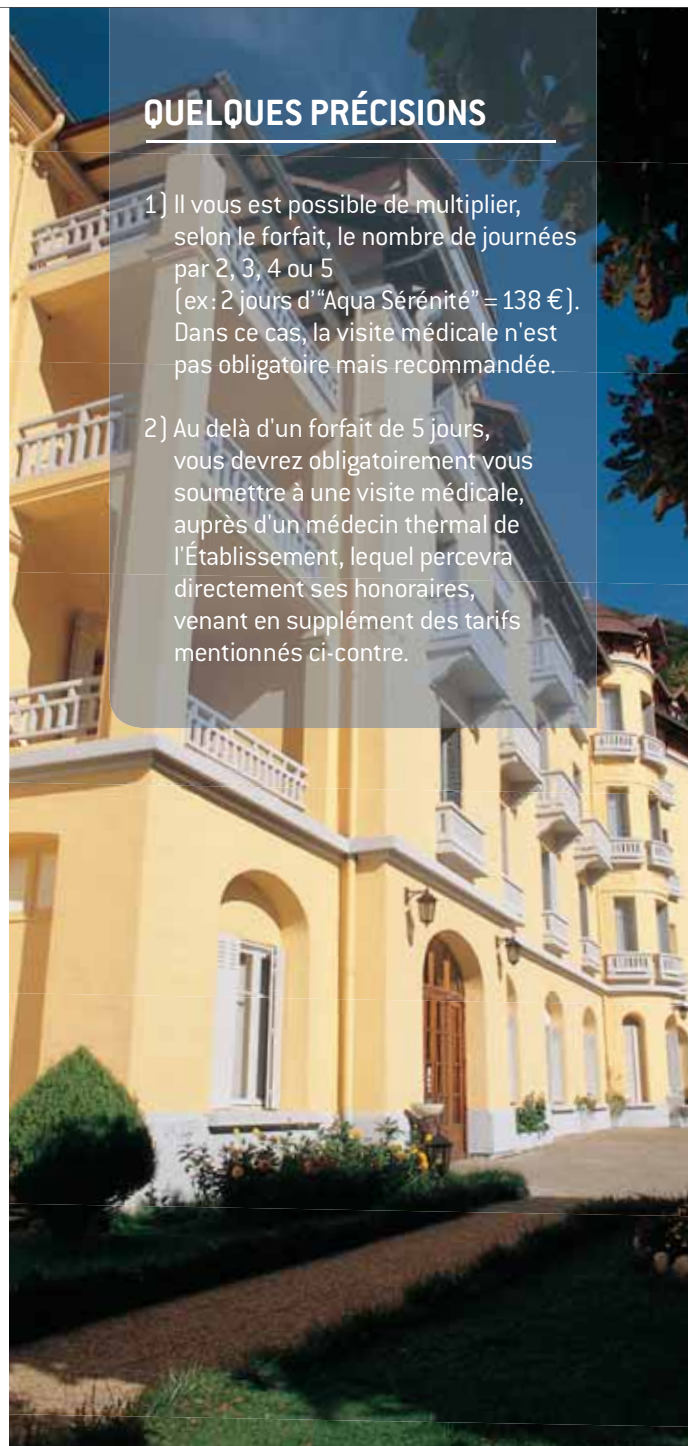 QUELQUES PRÉCISIONS
1) Il vous est possible de multiplier,
selon le forfait, le nombre de journées
par 2, 3, 4 ou 5
(ex : 2 jours d'“Aqua Sérénité” = 138 €).
Dans ce cas, la visite médicale n'est
pas obligatoire mais recommandée.
2) Au delà d'un forfait de 5 jours,
vous devrez obligatoirement vous
soumettre à une visite médicale,
auprès d'un médecin thermal de
l'Établissement, lequel percevra
directement ses honoraires,
venant en supplément des tarifs
mentionnés ci-contre.